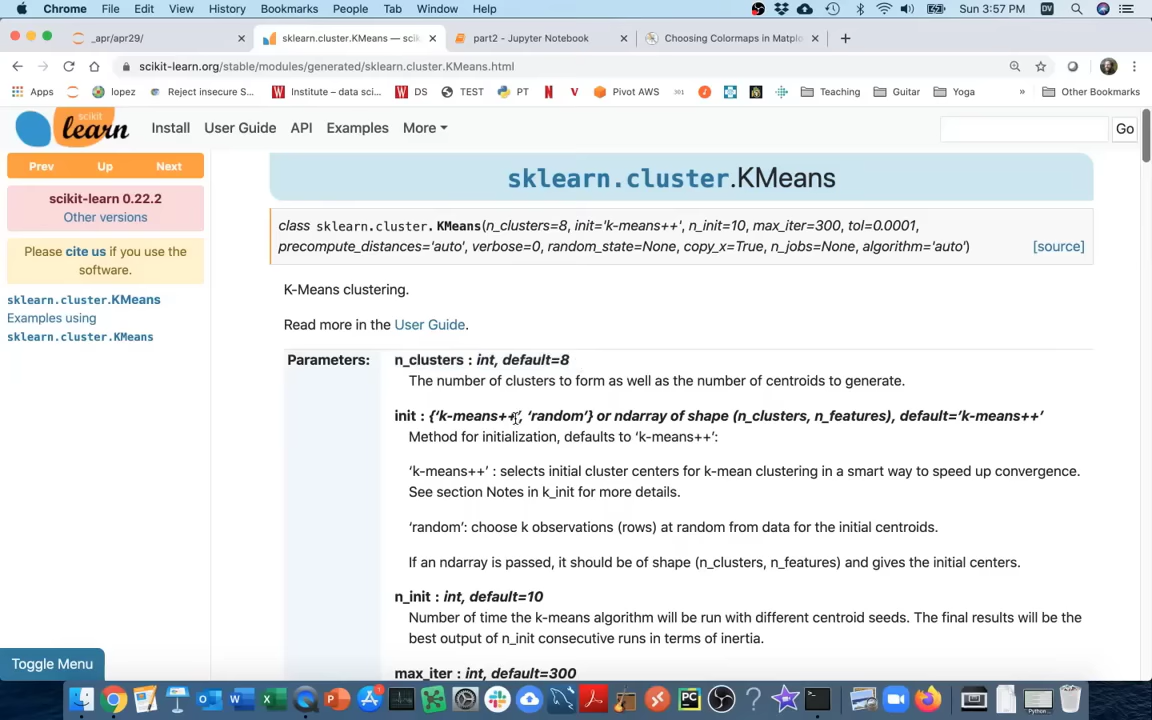 Chrome File Edit View History Bookmarks People Tab Window Help Sun 3:57 PM DV
_apr/apr29/ sklearn.cluster.KMeans — scik part2 - Jupyter Notebook Choosing Colormaps in Matplo
scikit-learn.org/stable/modules/generated/sklearn.cluster.KMeans.html
Apps lopez Reject insecure S... Institute – data sci... DS TEST PT Pivot AWS 301 Teaching Guitar Yoga » Other Bookmarks
scikit learn Install User Guide API Examples More Go
Prev Up Next
scikit-learn 0.22.2
Other versions
Please cite us if you use the
software.
sklearn.cluster.KMeans
Examples using
sklearn.cluster.KMeans
sklearn.cluster.KMeans
class sklearn.cluster.KMeans(n_clusters=8, init='k-means++', n_init=10, max_iter=300, tol=0.0001,
precompute_distances='auto', verbose=0, random_state=None, copy_x=True, n_jobs=None, algorithm='auto') [source]
K-Means clustering.
Read more in the User Guide.
Parameters: n_clusters : int, default=8
The number of clusters to form as well as the number of centroids to generate.
init : {‘k-means++’, ‘random’} or ndarray of shape (n_clusters, n_features), default=’k-means++’
Method for initialization, defaults to ‘k-means++’:
‘k-means++’ : selects initial cluster centers for k-mean clustering in a smart way to speed up convergence.
See section Notes in k_init for more details.
‘random’: choose k observations (rows) at random from data for the initial centroids.
If an ndarray is passed, it should be of shape (n_clusters, n_features) and gives the initial centers.
n_init : int, default=10
Number of time the k-means algorithm will be run with different centroid seeds. The final results will be the
best output of n_init consecutive runs in terms of inertia.
max_iter : int, default=300
Toggle Menu